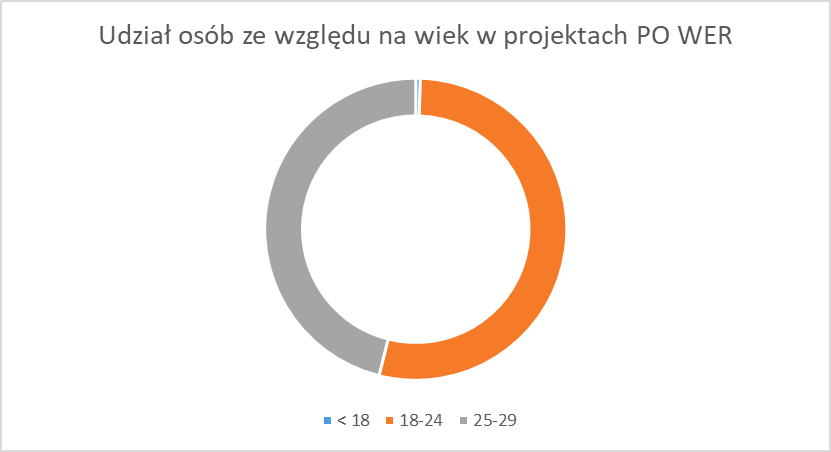 Udział osób ze względu na wiek w projektach PO WER
< 18 18-24 25-29